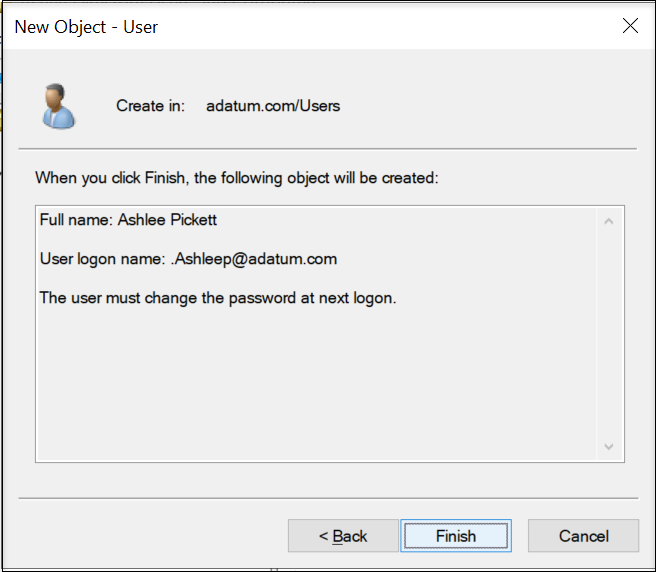 New Object - User
Create in: adatum.com/Users
When you click Finish, the following object will be created:
Full name: Ashlee Pickett
User logon name: .Ashleep@adatum.com
The user must change the password at next logon.
< Back Finish Cancel